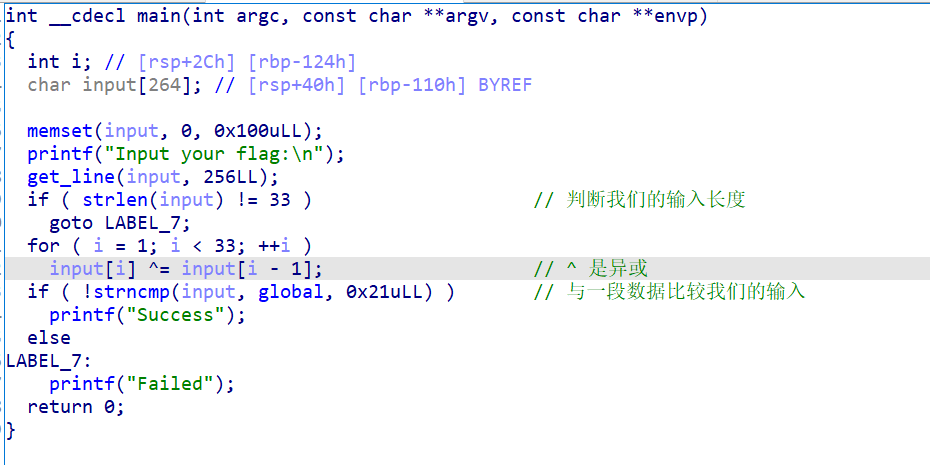 int __cdecl main(int argc, const char **argv, const char **envp)
{
  int i; // [rsp+2Ch] [rbp-124h]
  char input[264]; // [rsp+40h] [rbp-110h] BYREF

  memset(input, 0, 0x100uLL);
  printf("Input your flag:\n");
  get_line(input, 256LL);
  if ( strlen(input) != 33 ) // 判断我们的输入长度
    goto LABEL_7;
  for ( i = 1; i < 33; ++i )
    input[i] ^= input[i - 1]; // ^ 是异或
  if ( !strncmp(input, global, 0x21uLL) ) // 与一段数据比较我们的输入
    printf("Success");
  else
LABEL_7:
    printf("Failed");
  return 0;
}